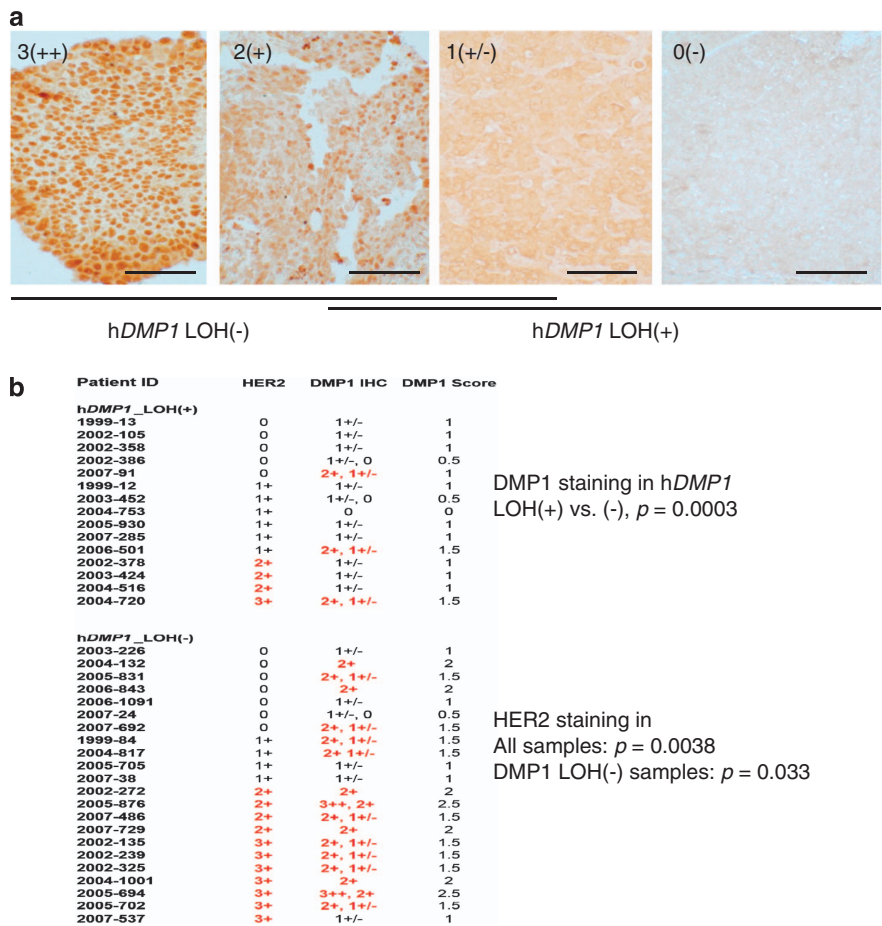 a
3(++) 2(+) 1(+/-) 0(-)
hDMP1 LOH(-) hDMP1 LOH(+)
b
Patient ID HER2 DMP1 IHC DMP1 Score
hDMP1_LOH(+)
1999-13 0 1+/- 1
2002-105 0 1+/- 1
2002-358 0 1+/- 1
2002-386 0 1+/-, 0 0.5
2007-91 0 2+, 1+/- 1
1999-12 1+ 1+/- 1
2003-452 1+ 1+/-, 0 0.5
2004-753 1+ 0 0
2005-930 1+ 1+/- 1
2007-285 1+ 1+/- 1
2006-501 1+ 2+, 1+/- 1.5
2002-378 2+ 1+/- 1
2003-424 2+ 1+/- 1
2004-516 2+ 1+/- 1
2004-720 3+ 2+, 1+/- 1.5
DMP1 staining in hDMP1
LOH(+) vs. (-), p = 0.0003
hDMP1_LOH(-)
2003-226 0 1+/- 1
2004-132 0 2+ 2
2005-831 0 2+, 1+/- 1.5
2006-843 0 2+ 2
2006-1091 0 1+/- 1
2007-24 0 1+/-, 0 0.5
2007-692 0 2+, 1+/- 1.5
1999-84 1+ 2+, 1+/- 1.5
2004-817 1+ 2+ 1+/- 1.5
2005-705 1+ 1+/- 1
2007-38 1+ 1+/- 1
2002-272 2+ 2+ 2
2005-876 2+ 3++, 2+ 2.5
2007-486 2+ 2+, 1+/- 1.5
2007-729 2+ 2+ 2
2002-135 3+ 2+, 1+/- 1.5
2002-239 3+ 2+, 1+/- 1.5
2002-325 3+ 2+, 1+/- 1.5
2004-1001 3+ 2+ 2
2005-694 3+ 3++, 2+ 2.5
2005-702 3+ 2+, 1+/- 1.5
2007-537 3+ 1+/- 1
HER2 staining in
All samples: p = 0.0038
DMP1 LOH(-) samples: p = 0.033